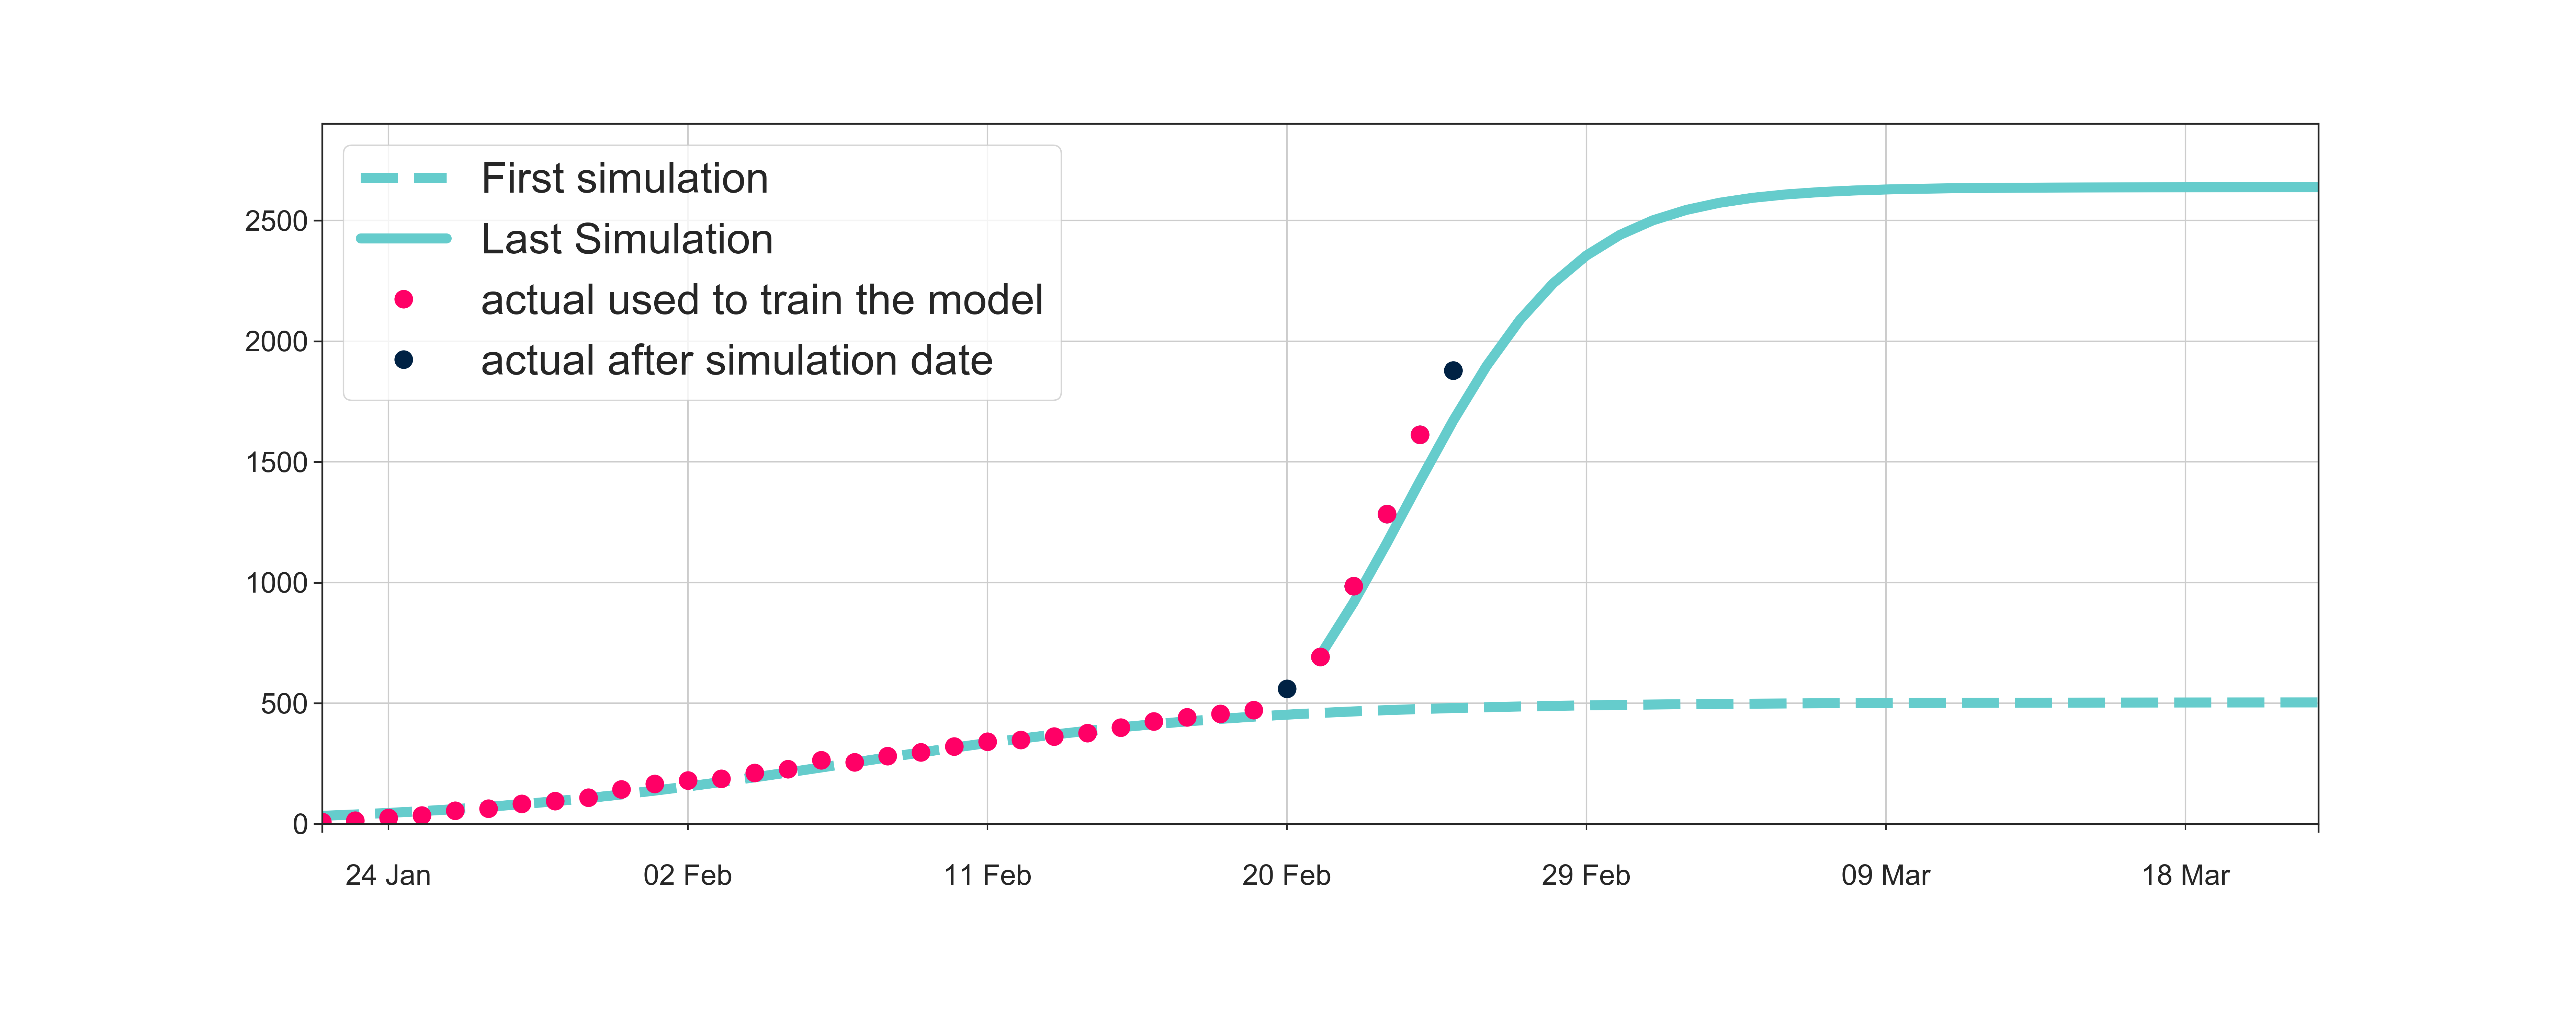 First simulation
Last Simulation
actual used to train the model
actual after simulation date
2500
2000
1500
1000
500
0
24 Jan 02 Feb 11 Feb 20 Feb 29 Feb 09 Mar 18 Mar